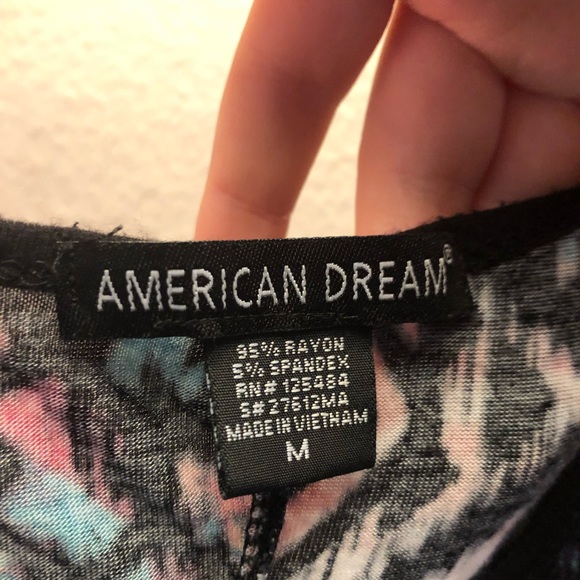 AMERICAN DREAM®
95% RAYON
5% SPANDEX
RN# 125484
S#27612MA
MADE IN VIETNAM
M